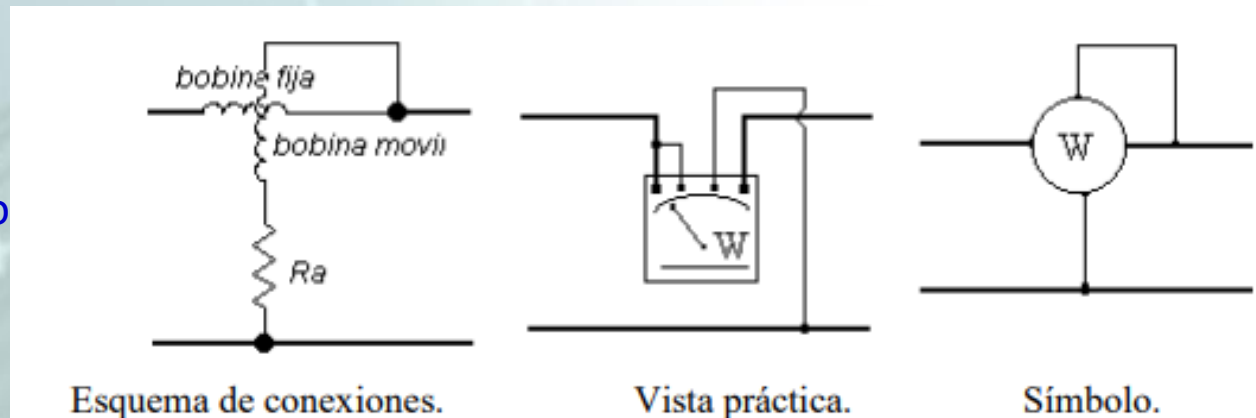 bobina fija
bobina movil
Ra
W
W
Esquema de conexiones.
Vista práctica.
Símbolo.